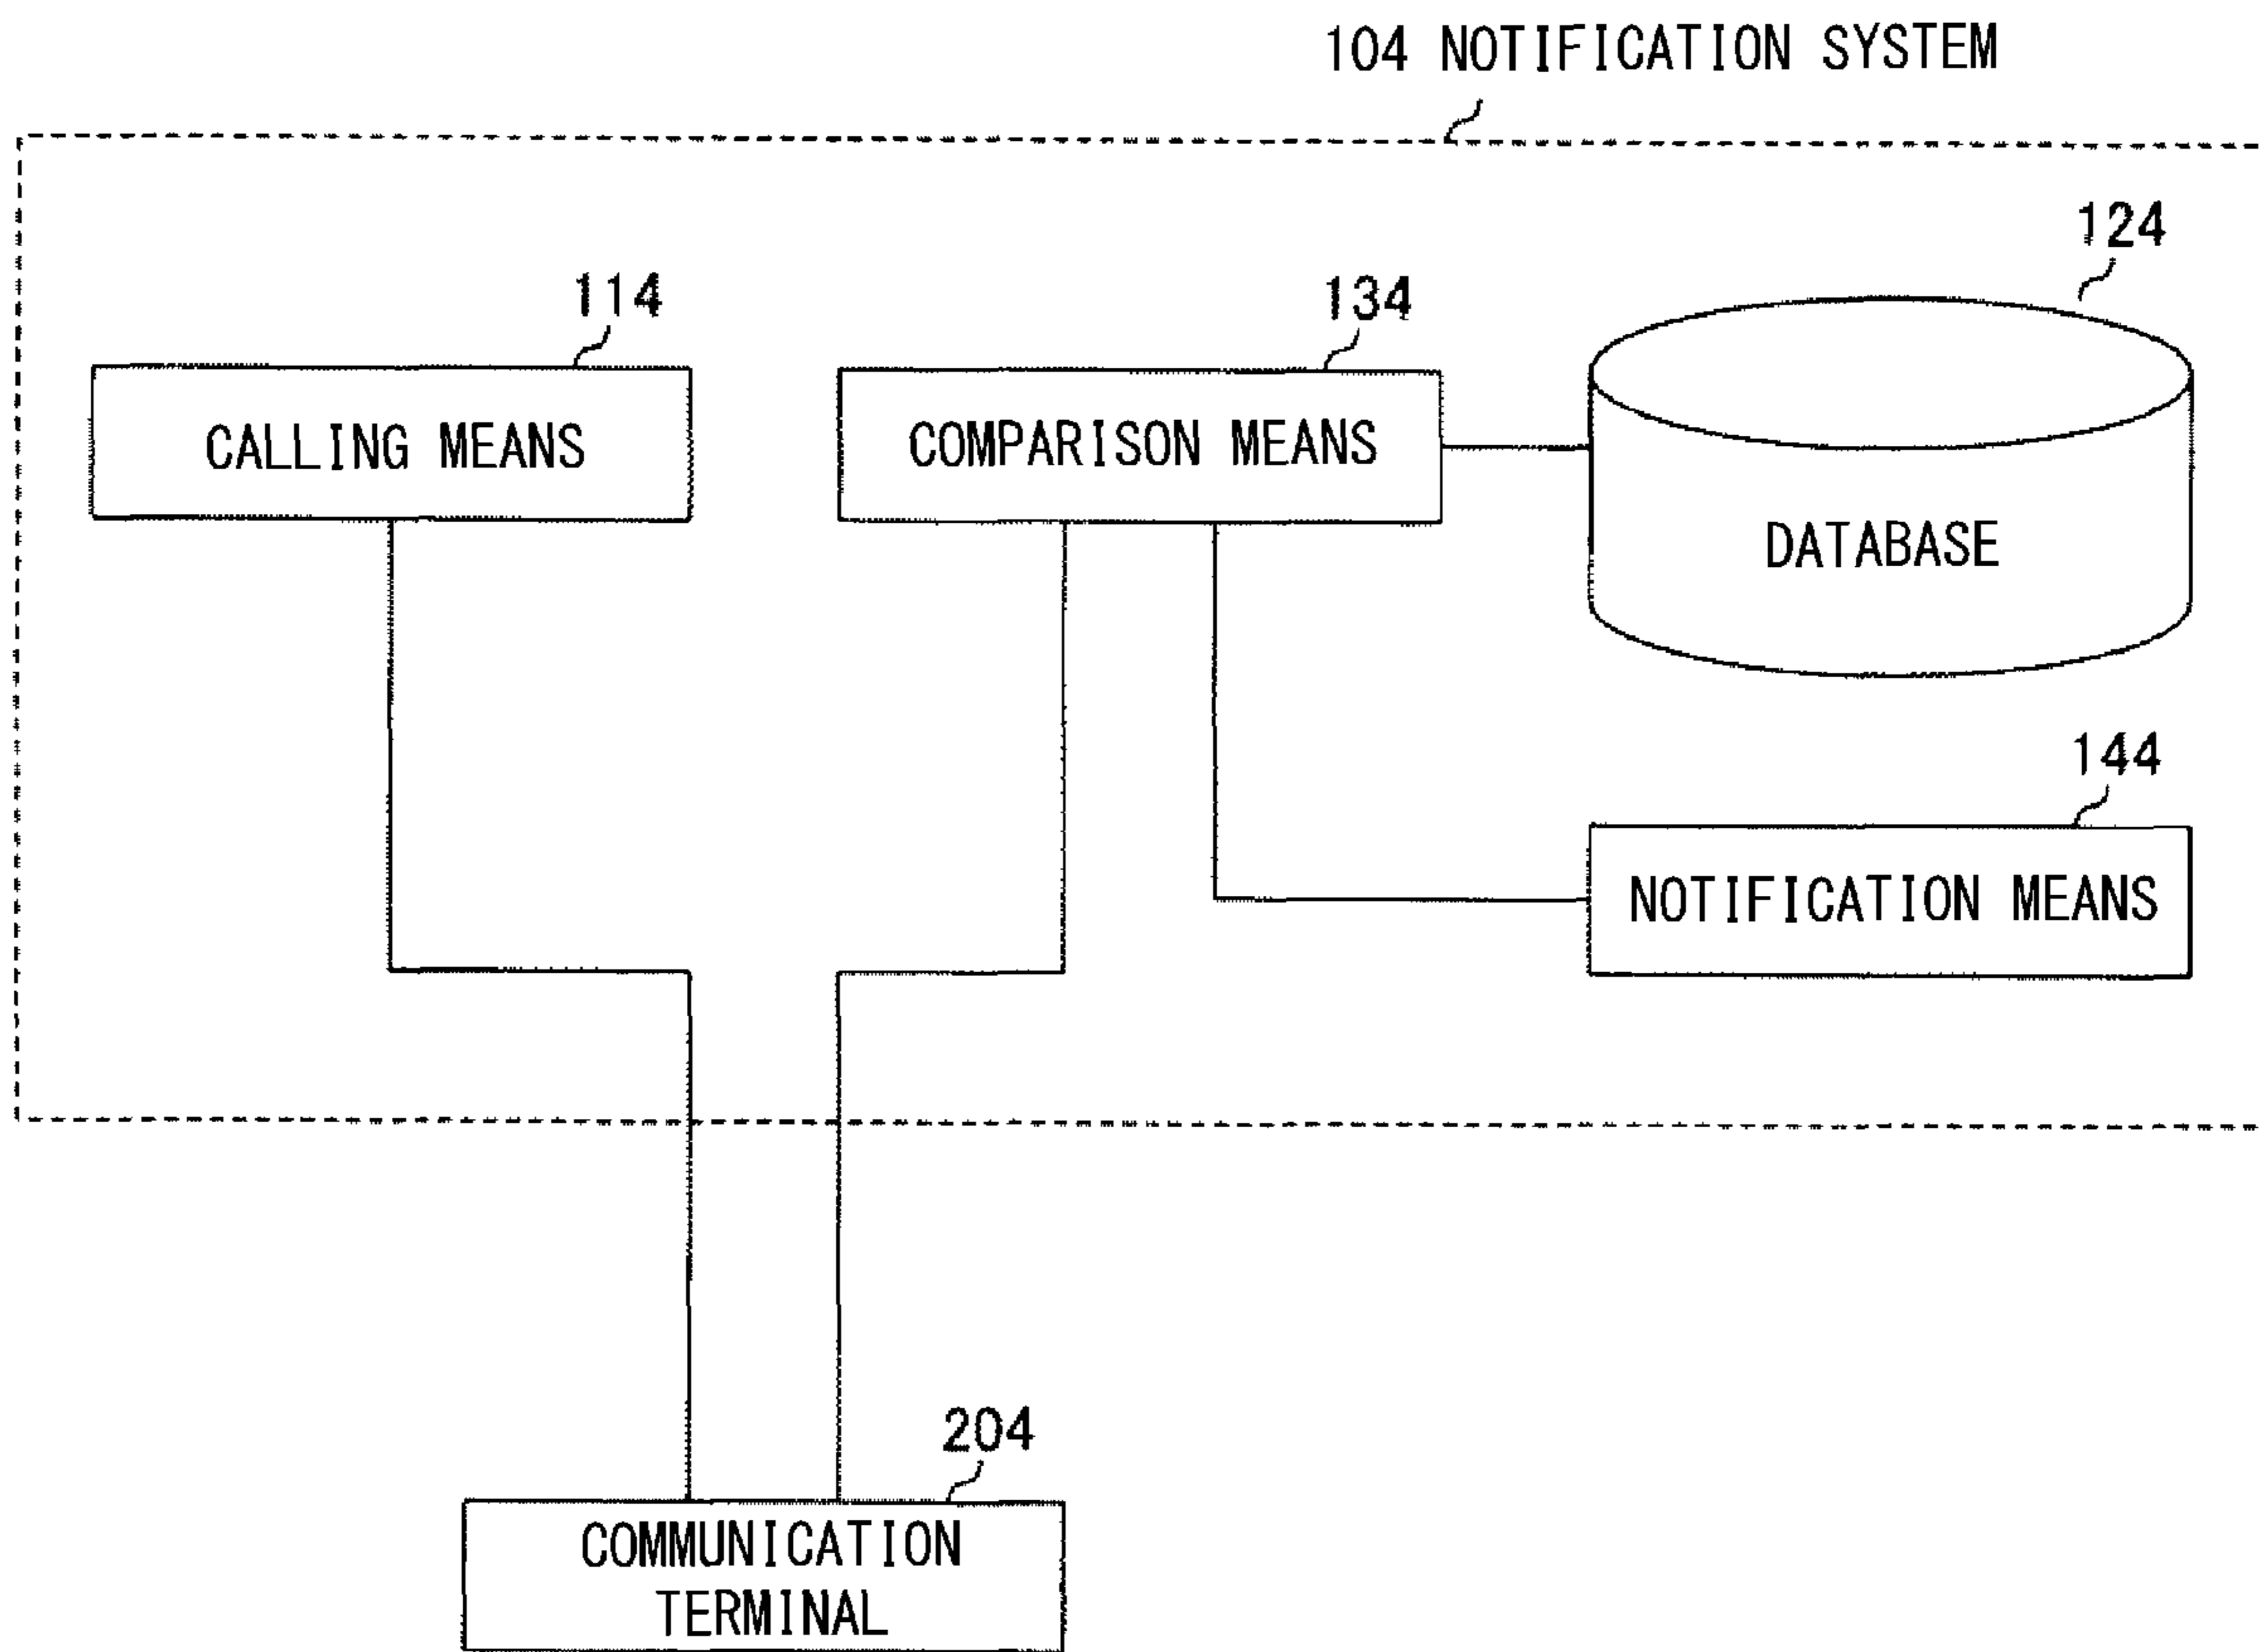 104 NOTIFICATION SYSTEM
124
114
134
CALLING MEANS
COMPARISON MEANS
DATABASE
144
NOTIFICATION MEANS
204
COMMUNICATION
TERMINAL